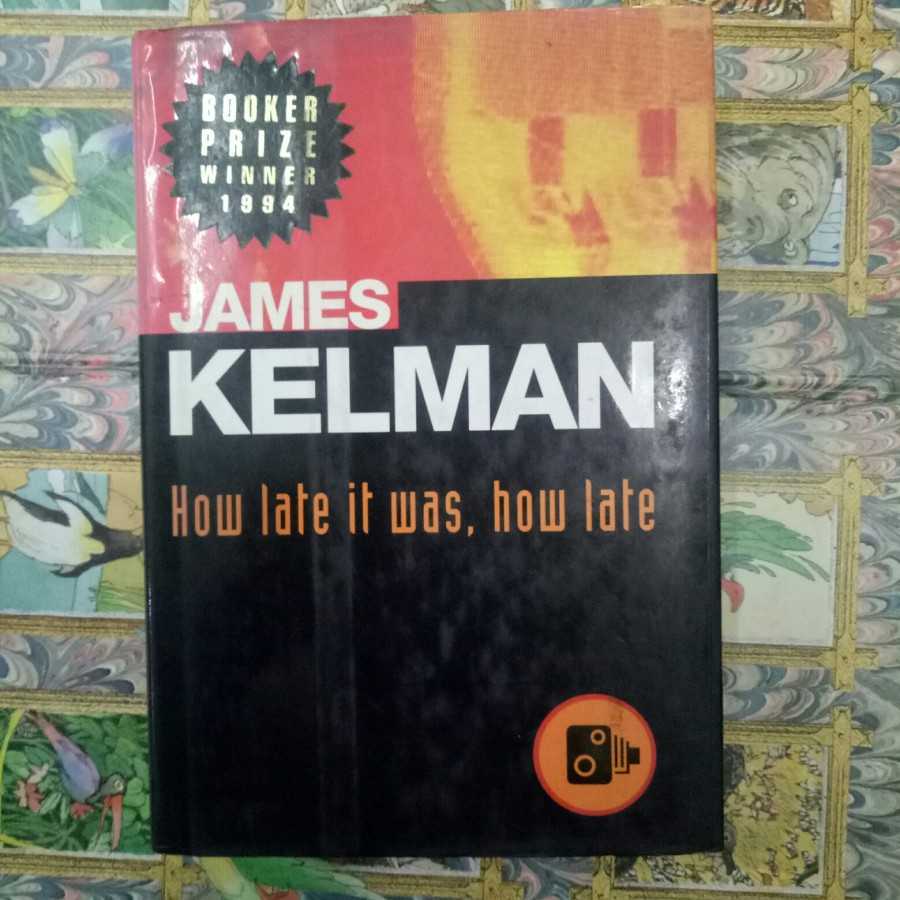 BOOKER
PRIZE
WINNER
1994
JAMES
KELMAN
How late it was, how late